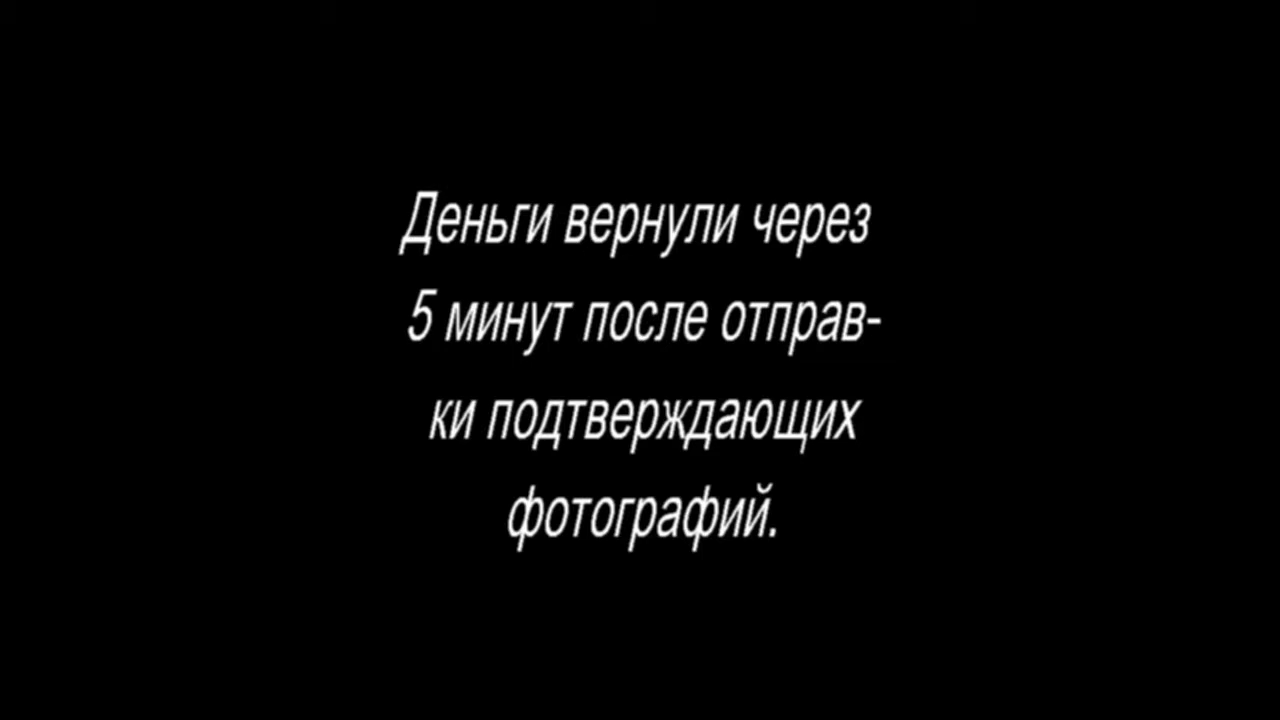 Деньги вернули через
5 минут после отправ-
ки подтверждающих
фотографий.